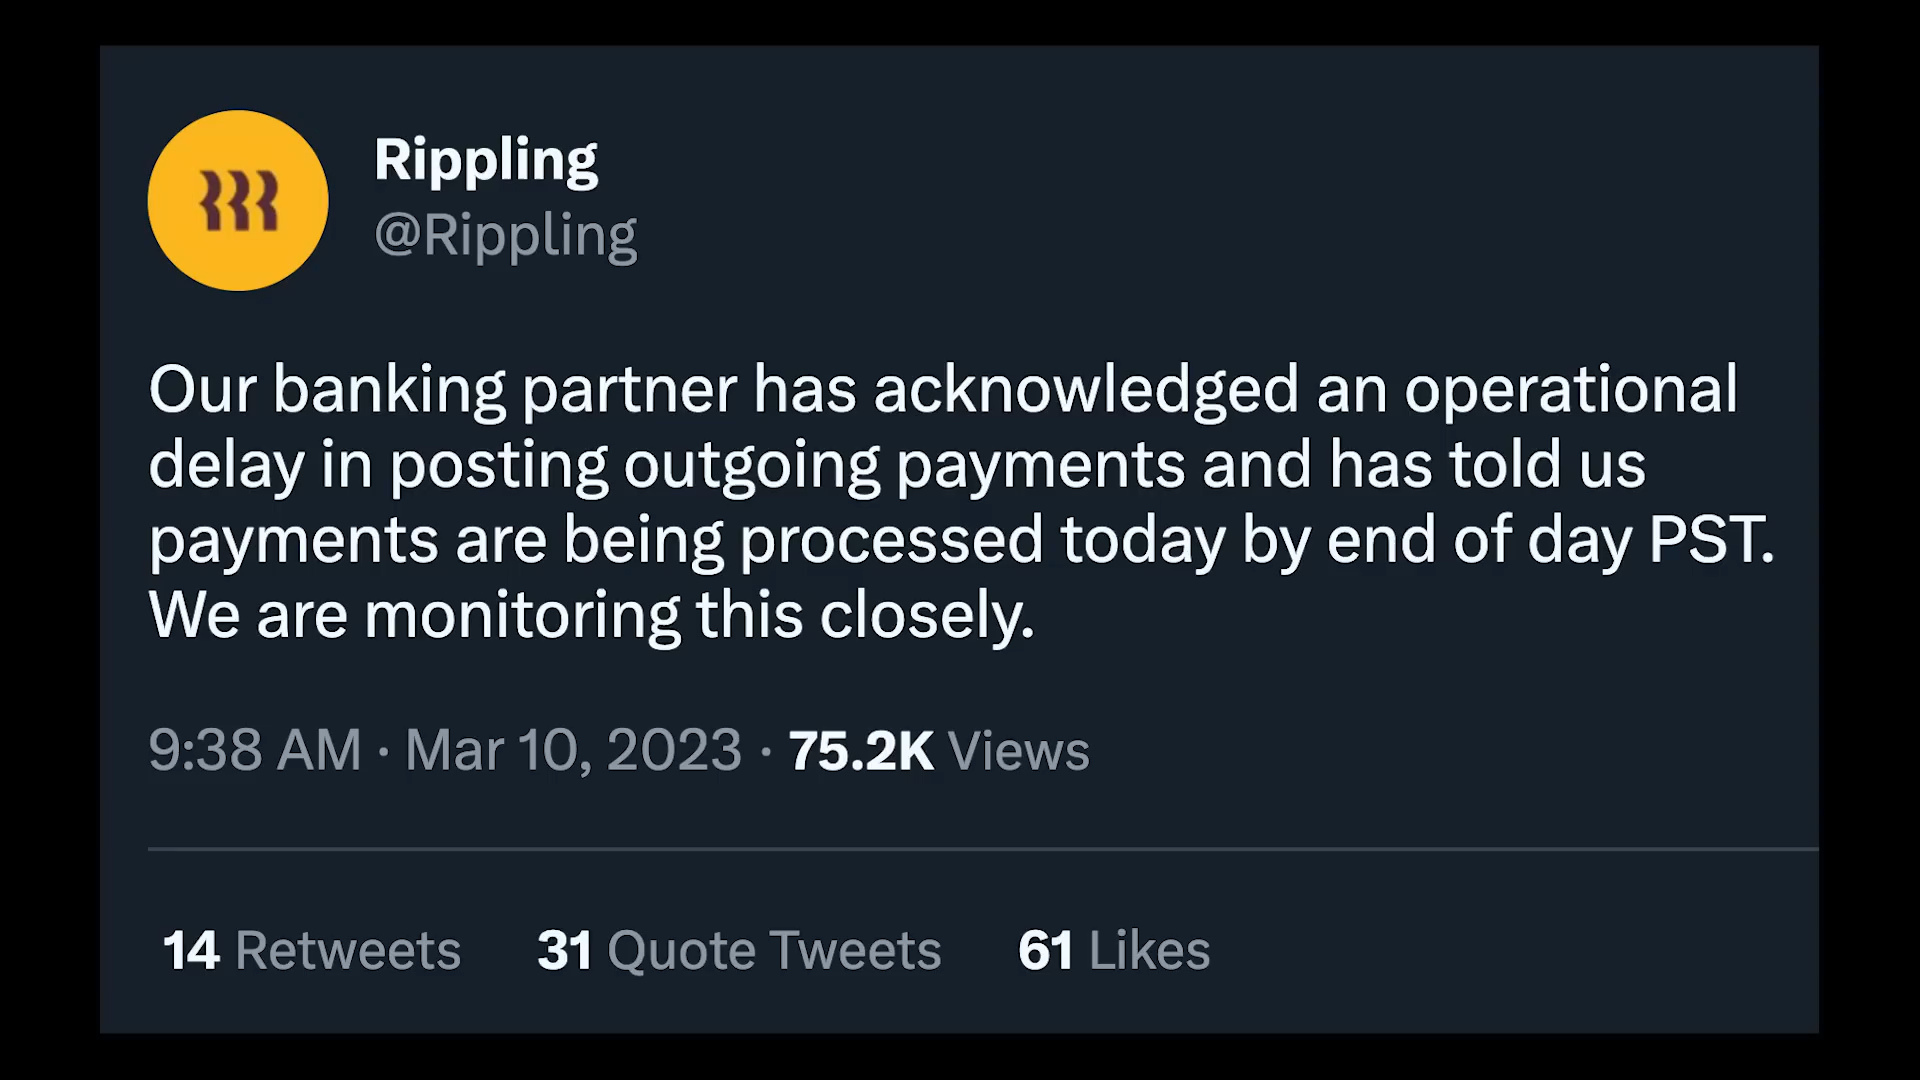 Rippling
@Rippling
Our banking partner has acknowledged an operational
delay in posting outgoing payments and has told us
payments are being processed today by end of day PST.
We are monitoring this closely.
9:38 AM · Mar 10, 2023 · 75.2K Views
14 Retweets 31 Quote Tweets 61 Likes